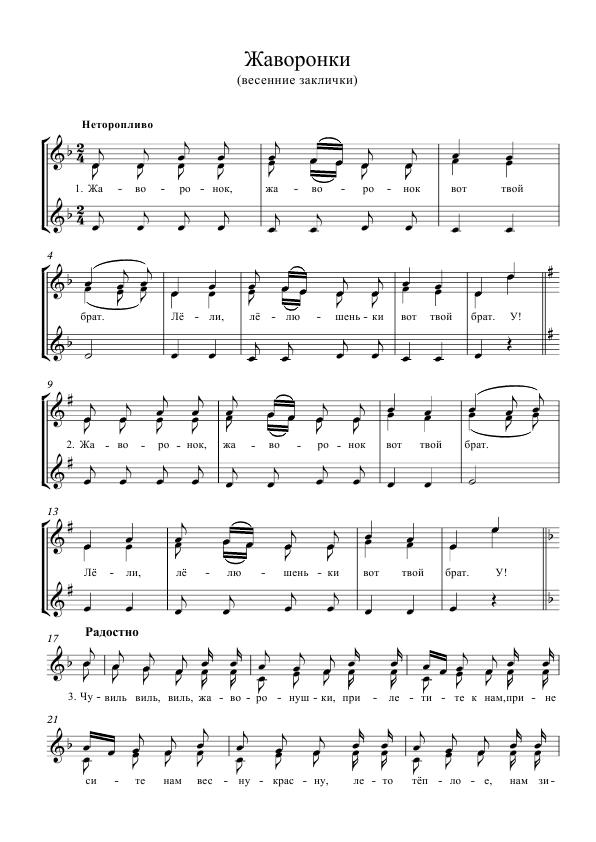 Жаворонки
(весенние заклички)
Неторопливо
1. Жа - во - ро - нок, жа - во - ро - нок вот твой
4
брат. Лё - ли, лё - лю - шень - ки вот твой брат. У!
9
2. Жа - во - ро - нок, жа - во - ро - нок вот твой брат.
13
Лё - ли, лё - лю - шень - ки вот твой брат. У!
17 Радостно
3. Чу - виль виль, виль, жа - во - ро - нуш - ки, при - ле - ти - те к нам, при - не
21
си - те нам вес - ну - крас - ну, ле - то тёп - ло - е, нам зи -